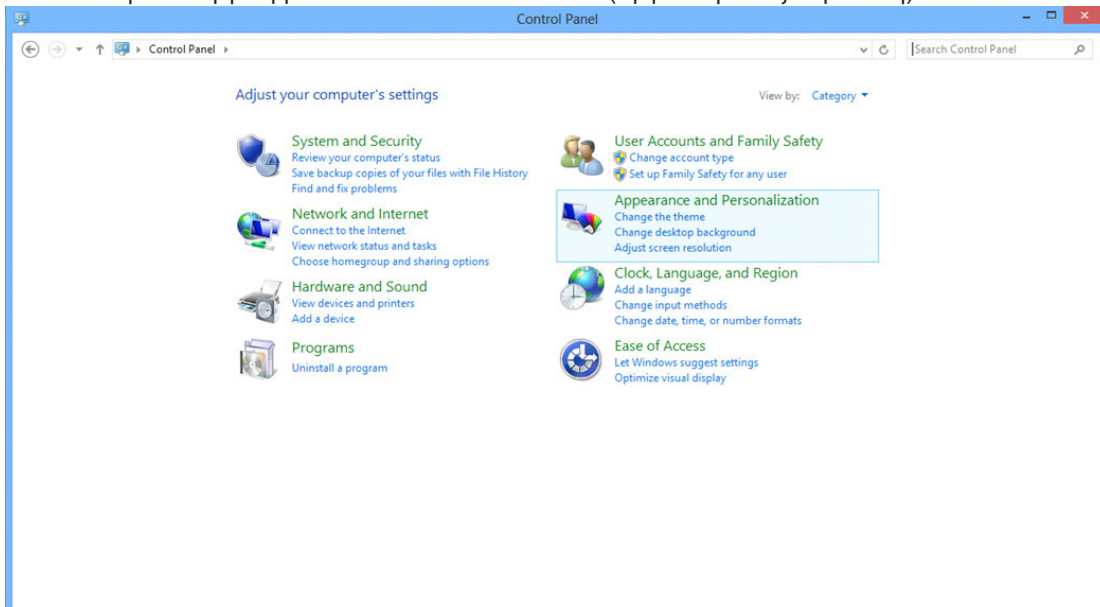 Control Panel
Control Panel
Search Control Panel
Adjust your computer's settings
View by: Category
System and Security
Review your computer's status
Save backup copies of your files with File History
Find and fix problems
Network and Internet
Connect to the Internet
View network status and tasks
Choose homegroup and sharing options
Hardware and Sound
View devices and printers
Add a device
Programs
Uninstall a program
User Accounts and Family Safety
Change account type
Set up Family Safety for any user
Appearance and Personalization
Change the theme
Change desktop background
Adjust screen resolution
Clock, Language, and Region
Add a language
Change input methods
Change date, time, or number formats
Ease of Access
Let Windows suggest settings
Optimize visual display